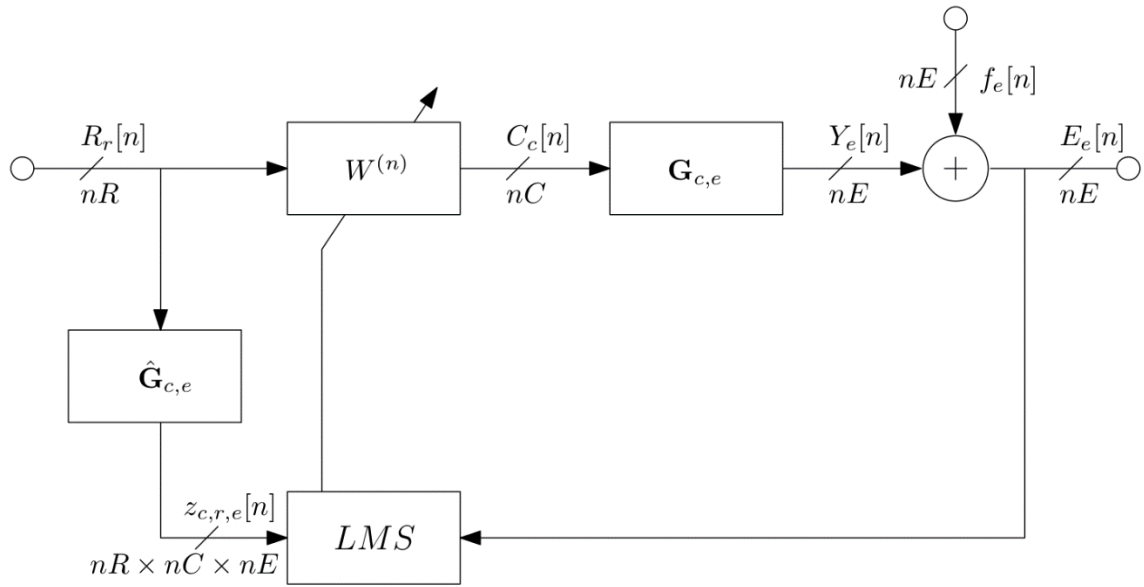 nE
f_e[n]
R_r[n]
nR
W^{(n)}
C_c[n]
nC
G_{c,e}
Y_e[n]
nE
+
E_e[n]
nE
Ĝ_{c,e}
z_{c,r,e}[n]
nR × nC × nE
LMS